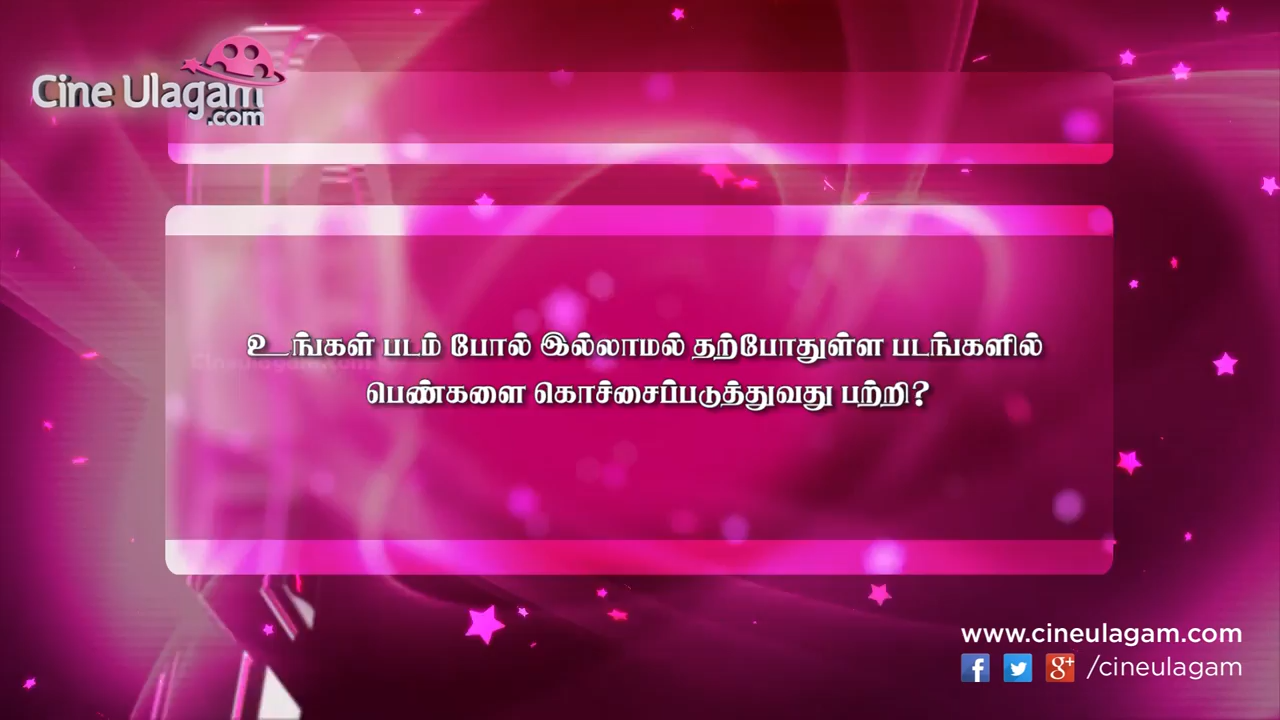 Cine Ulagam
.com
உங்கள் படம் போல் இல்லாமல் தற்போதுள்ள படங்களில்
பெண்களை கொச்சைப்படுத்துவது பற்றி?
www.cineulagam.com
/cineulagam